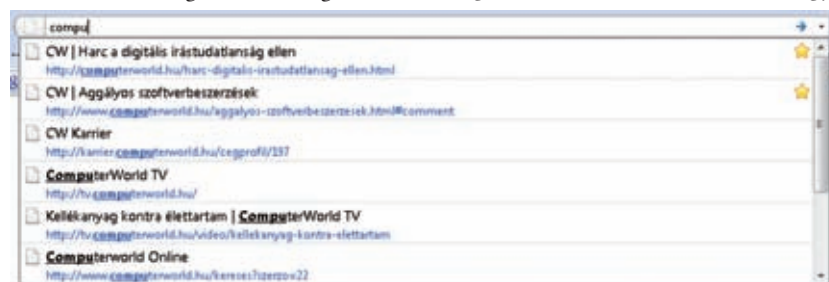 compu
CW | Harc a digitális írástudatlanság ellen
http://computerworld.hu/harc-digitalis-irastudatlansag-ellen.html
CW | Aggályos szoftverbeszerzések
http://www.computerworld.hu/aggalyos-szoftverbeszerzesek.html#comment
CW Karrier
http://karrier.computerworld.hu/cegprofil/197
ComputerWorld TV
http://tv.computerworld.hu/
Kellékanyag kontra élettartam | ComputerWorld TV
http://tv.computerworld.hu/video/kellekanyag-kontra-elettartam
Computerworld Online